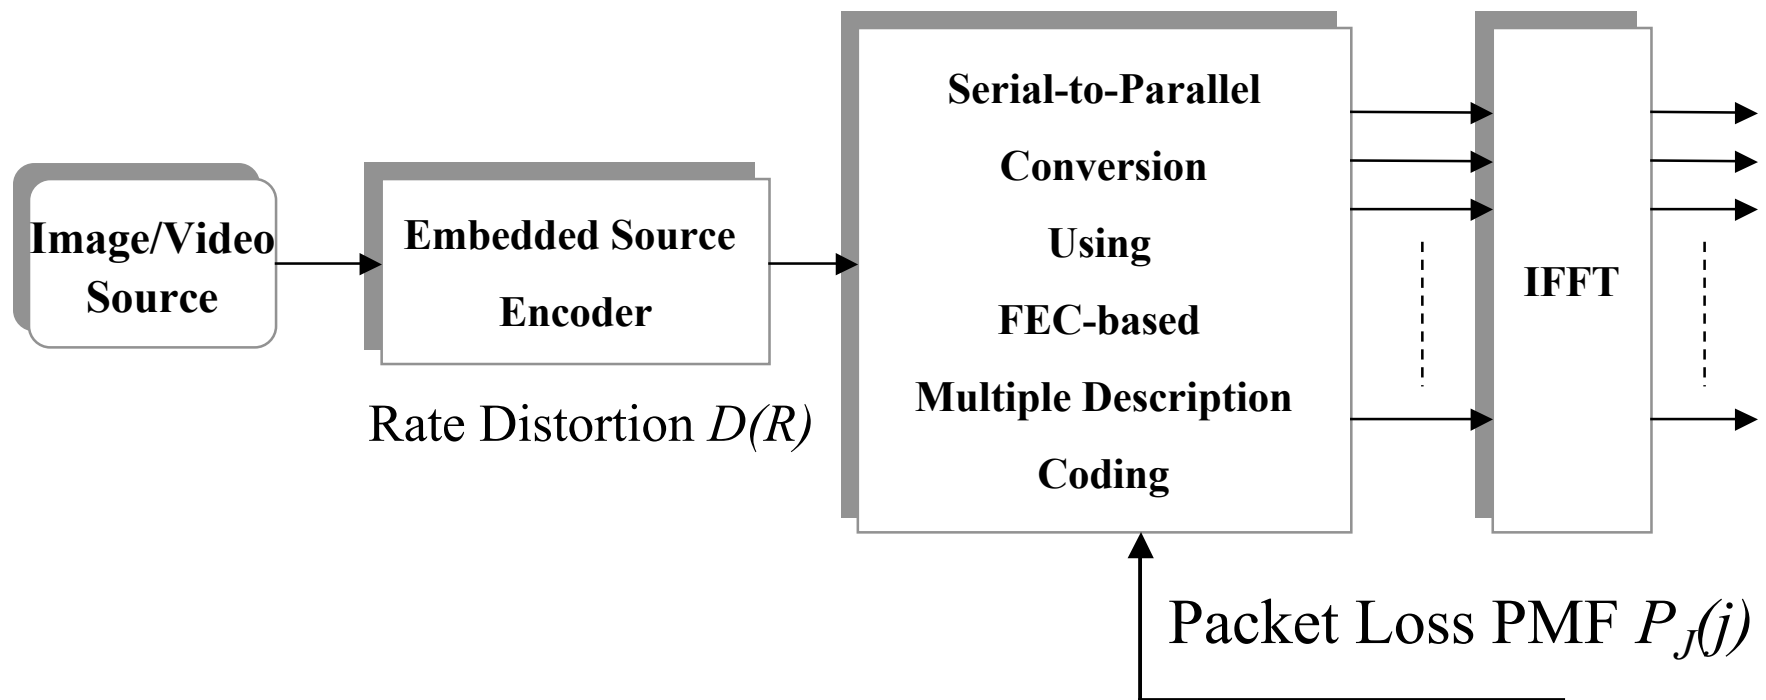 Image/Video
Source
Embedded Source
Encoder
Rate Distortion D(R)
Serial-to-Parallel
Conversion
Using
FEC-based
Multiple Description
Coding
IFFT
Packet Loss PMF P_J(j)